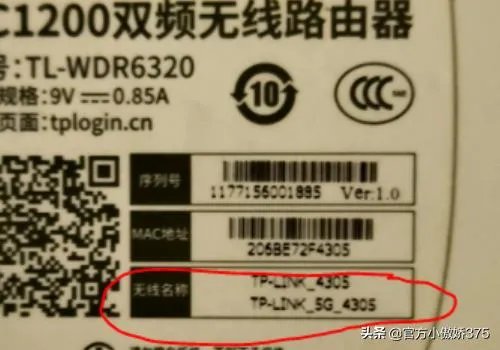 C1200双频无线路由器
号:TL-WDR6320
规格:9V⎓0.85A
页面:tplogin.cn
10
CCC
序列号
1177156001895 Ver:1.0
MAC地址
206BE72F4305
无线名称
TP-LINK_4305
TP-LINK_5G_4305
头条 @官方小傲娇375